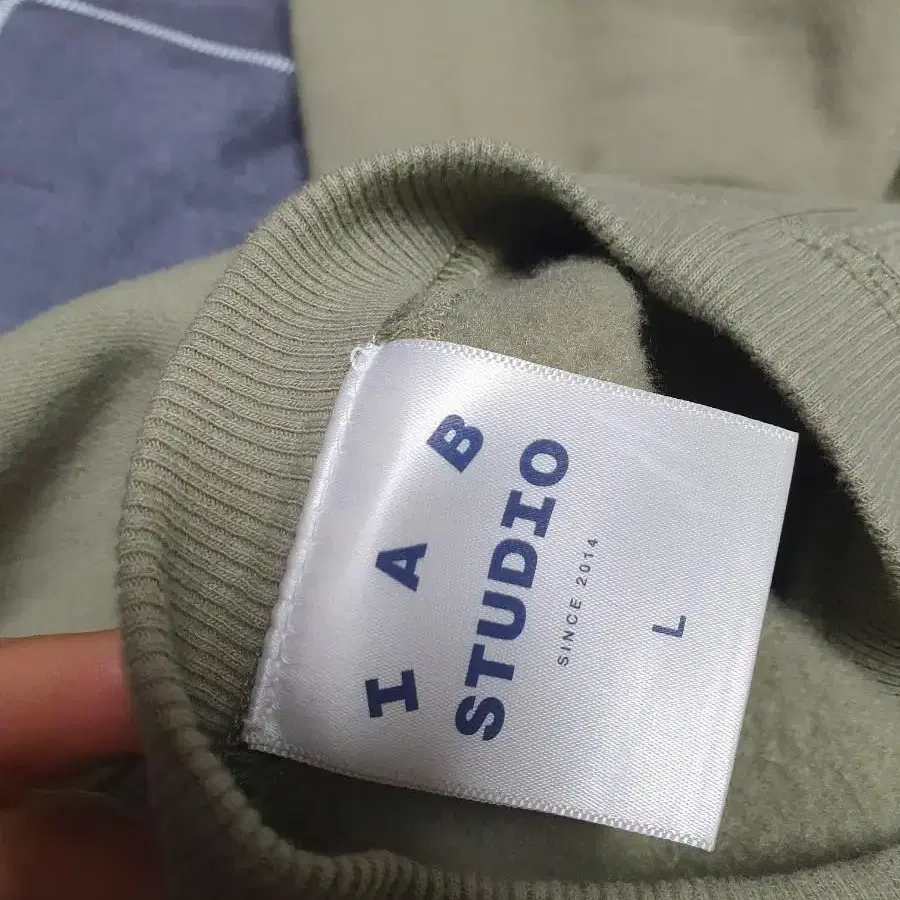 I A B
STUDIO
SINCE 2014
L